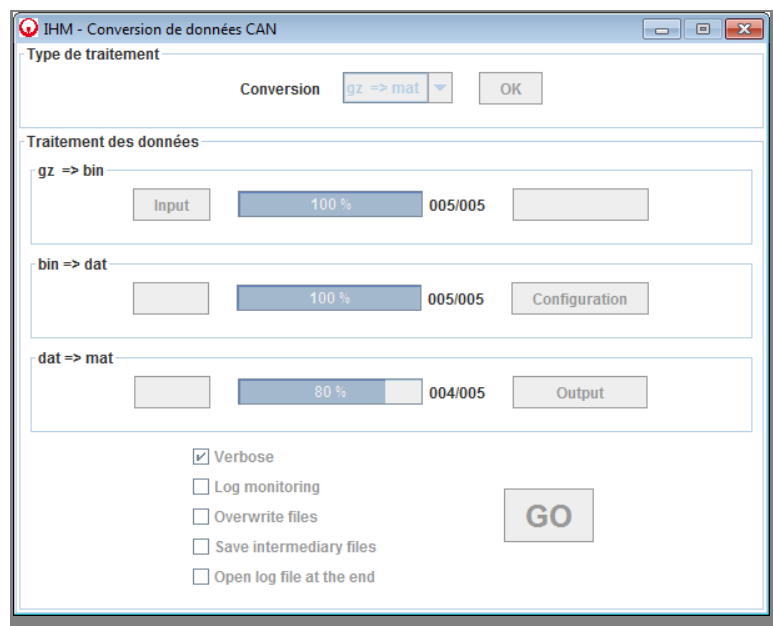 IHM - Conversion de données CAN
Type de traitement
Conversion gz => mat OK
Traitement des données
gz => bin
Input 100 % 005/005
bin => dat
100 % 005/005 Configuration
dat => mat
80 % 004/005 Output
Verbose
Log monitoring
Overwrite files
Save intermediary files
Open log file at the end
GO